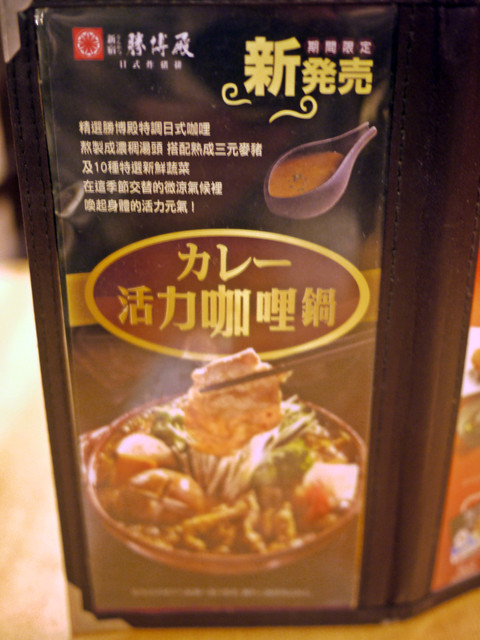 新宿 勝博殿
日式炸豬排
期間限定
新発売
精選勝博殿特調日式咖哩
熬製成濃稠湯頭 搭配熟成三元麥豬
及10種特選新鮮蔬菜
在這季節交替的微涼氣候裡
喚起身體的活力元氣！
カレー
活力咖哩鍋